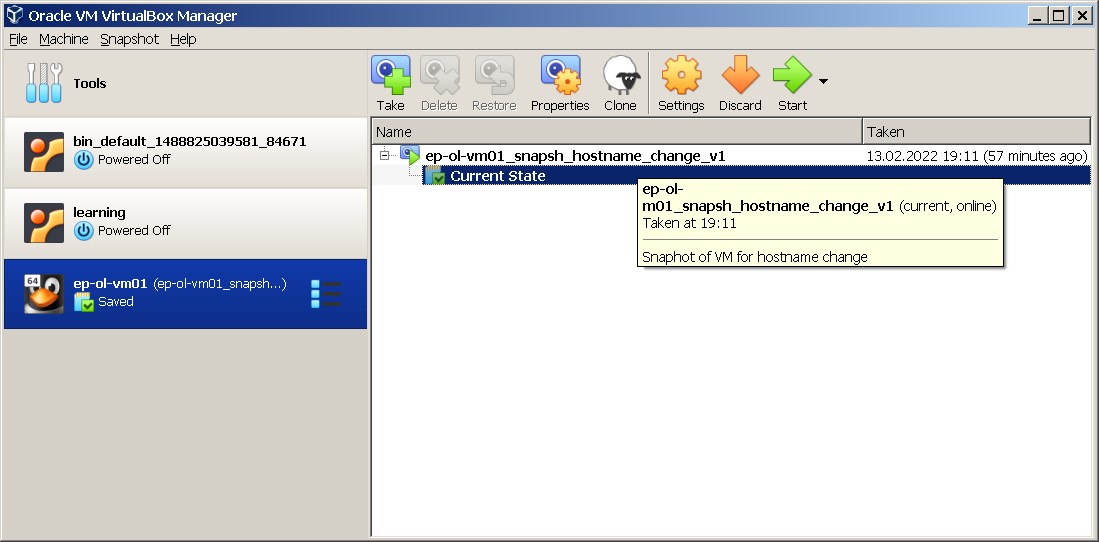 Oracle VM VirtualBox Manager
File Machine Snapshot Help
Tools
bin_default_1488825039581_84671
Powered Off
learning
Powered Off
64
ep-ol-vm01 (ep-ol-vm01_snapsh...)
Saved
Take Delete Restore Properties Clone Settings Discard Start
Name Taken
ep-ol-vm01_snapsh_hostname_change_v1 13.02.2022 19:11 (57 minutes ago)
Current State
ep-ol-
m01_snapsh_hostname_change_v1 (current, online)
Taken at 19:11
Snaphot of VM for hostname change